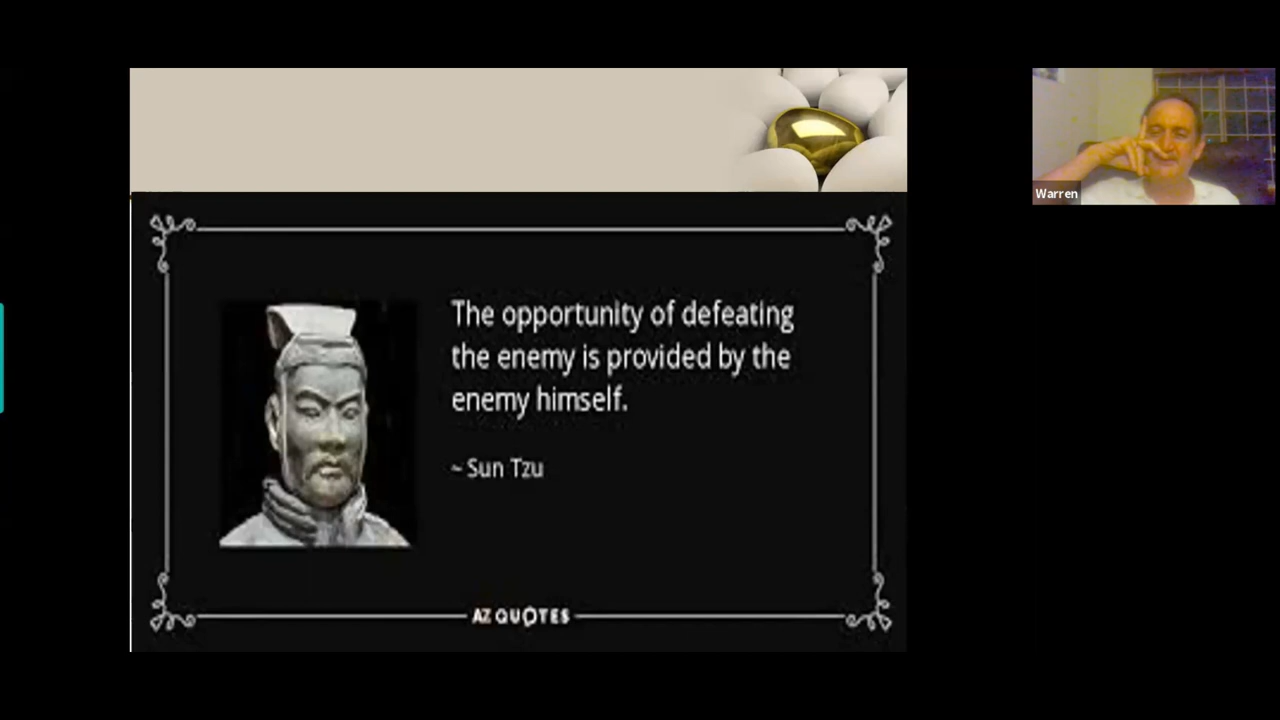 The opportunity of defeating
the enemy is provided by the
enemy himself.
~ Sun Tzu
AZ QUOTES
Warren